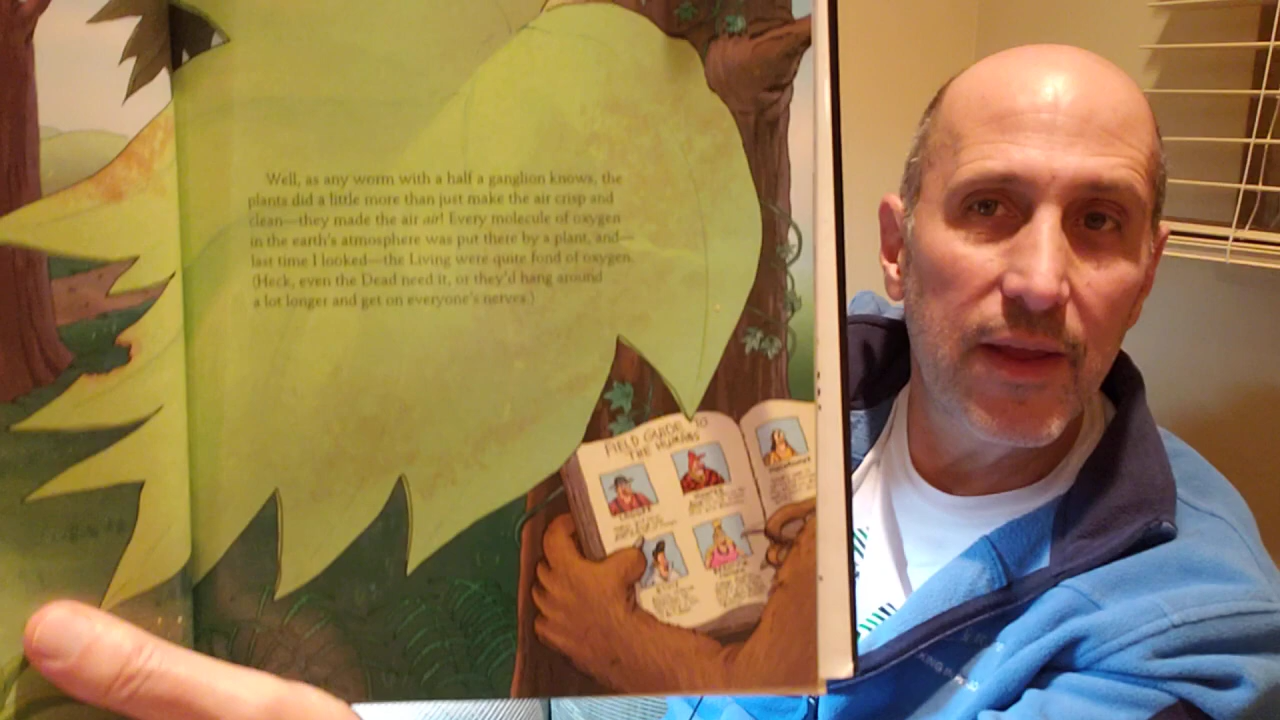 Well, as any worm with a half a ganglion knows, the
plants did a little more than just make the air crisp and
clean—they made the air air! Every molecule of oxygen
in the earth's atmosphere was put there by a plant, and—
last time I looked—the Living were quite fond of oxygen.
(Heck, even the Dead need it, or they'd hang around
a lot longer and get on everyone's nerves.)
FIELD GUIDE TO
THE HUMANS